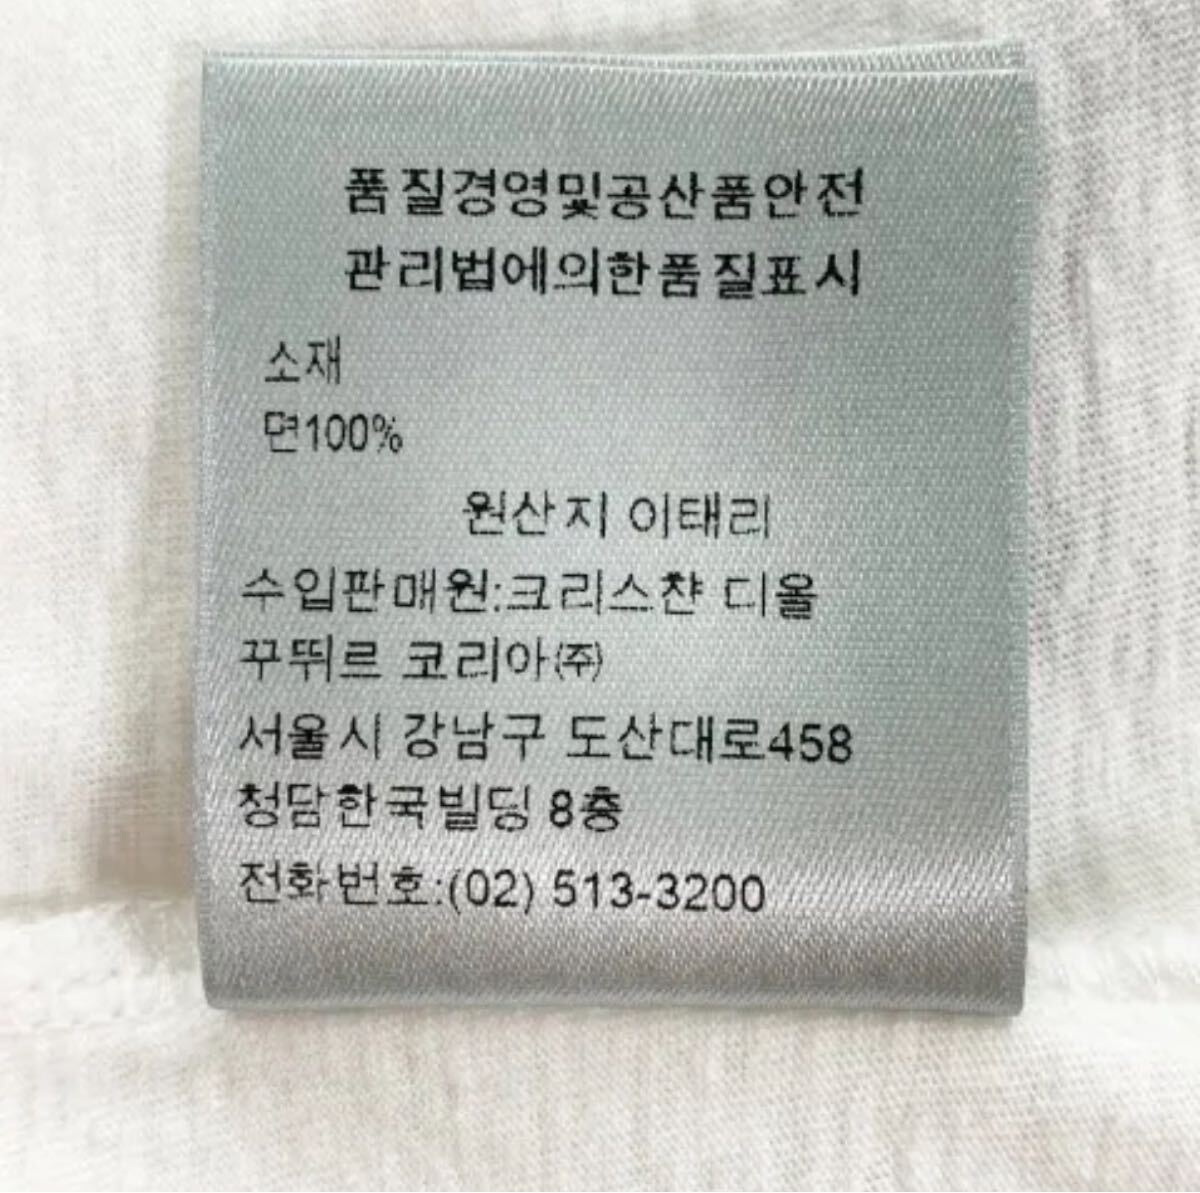 품질경영및공산품안전
관리법에의한품질표시
소재
면100%
원산지 이태리
수입판매원:크리스챤 디올
꾸뛰르 코리아㈜
서울시 강남구 도산대로458
청담한국빌딩 8층
전화번호:(02) 513-3200